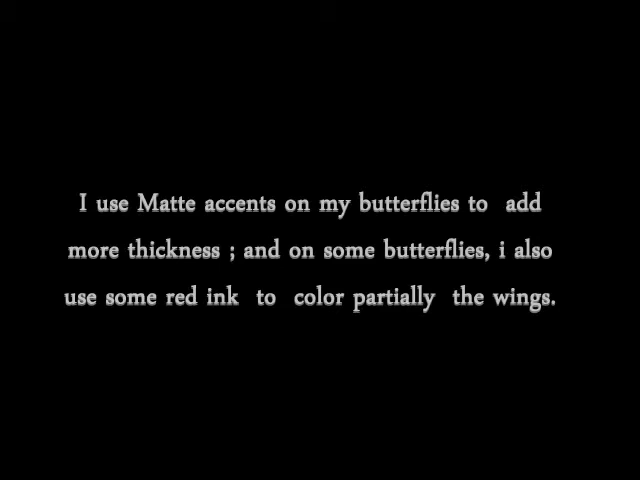 I use Matte accents on my butterflies to add
more thickness ; and on some butterflies, i also
use some red ink to color partially the wings.